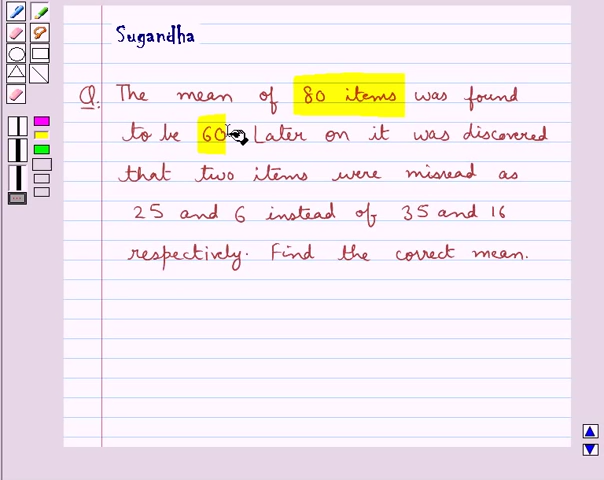 Sugandha
Q. The mean of 80 items was found
to be 60. Later on it was discovered
that two items were misread as
25 and 6 instead of 35 and 16
respectively. Find the correct mean.